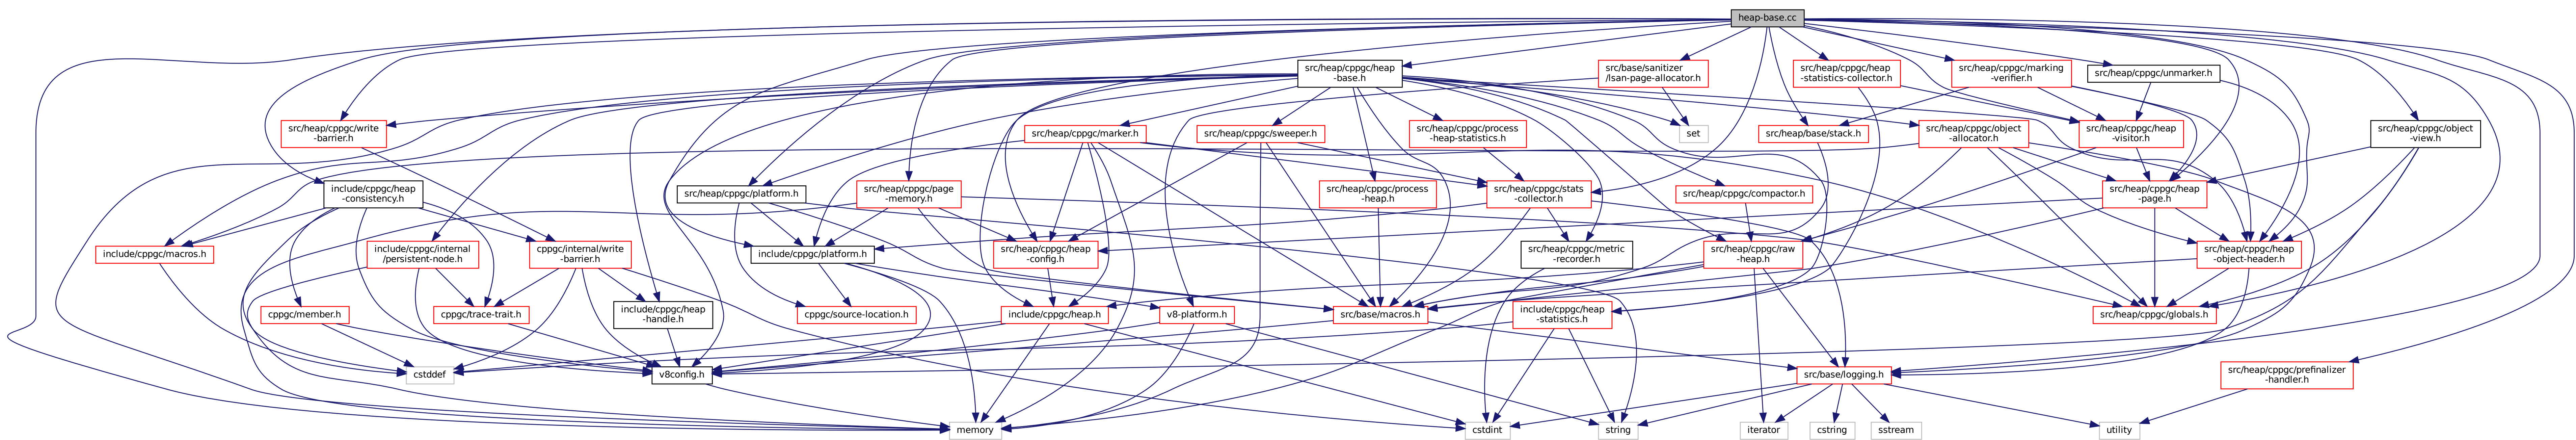 heap-base.cc
src/heap/cppgc/heap
-base.h
src/base/sanitizer
/lsan-page-allocator.h
src/heap/cppgc/heap
-statistics-collector.h
src/heap/cppgc/marking
-verifier.h
src/heap/cppgc/unmarker.h
src/heap/cppgc/write
-barrier.h
src/heap/cppgc/marker.h
src/heap/cppgc/sweeper.h
src/heap/cppgc/process
-heap-statistics.h
set
src/heap/base/stack.h
src/heap/cppgc/object
-allocator.h
src/heap/cppgc/heap
-visitor.h
src/heap/cppgc/object
-view.h
include/cppgc/heap
-consistency.h
src/heap/cppgc/platform.h
src/heap/cppgc/page
-memory.h
src/heap/cppgc/process
-heap.h
src/heap/cppgc/stats
-collector.h
src/heap/cppgc/compactor.h
src/heap/cppgc/heap
-page.h
include/cppgc/macros.h
include/cppgc/internal
/persistent-node.h
cppgc/internal/write
-barrier.h
include/cppgc/platform.h
src/heap/cppgc/heap
-config.h
src/heap/cppgc/metric
-recorder.h
src/heap/cppgc/raw
-heap.h
src/heap/cppgc/heap
-object-header.h
cppgc/member.h
cppgc/trace-trait.h
include/cppgc/heap
-handle.h
cppgc/source-location.h
include/cppgc/heap.h
v8-platform.h
src/base/macros.h
include/cppgc/heap
-statistics.h
src/heap/cppgc/globals.h
cstddef
v8config.h
src/base/logging.h
src/heap/cppgc/prefinalizer
-handler.h
memory
cstdint
string
iterator
cstring
sstream
utility